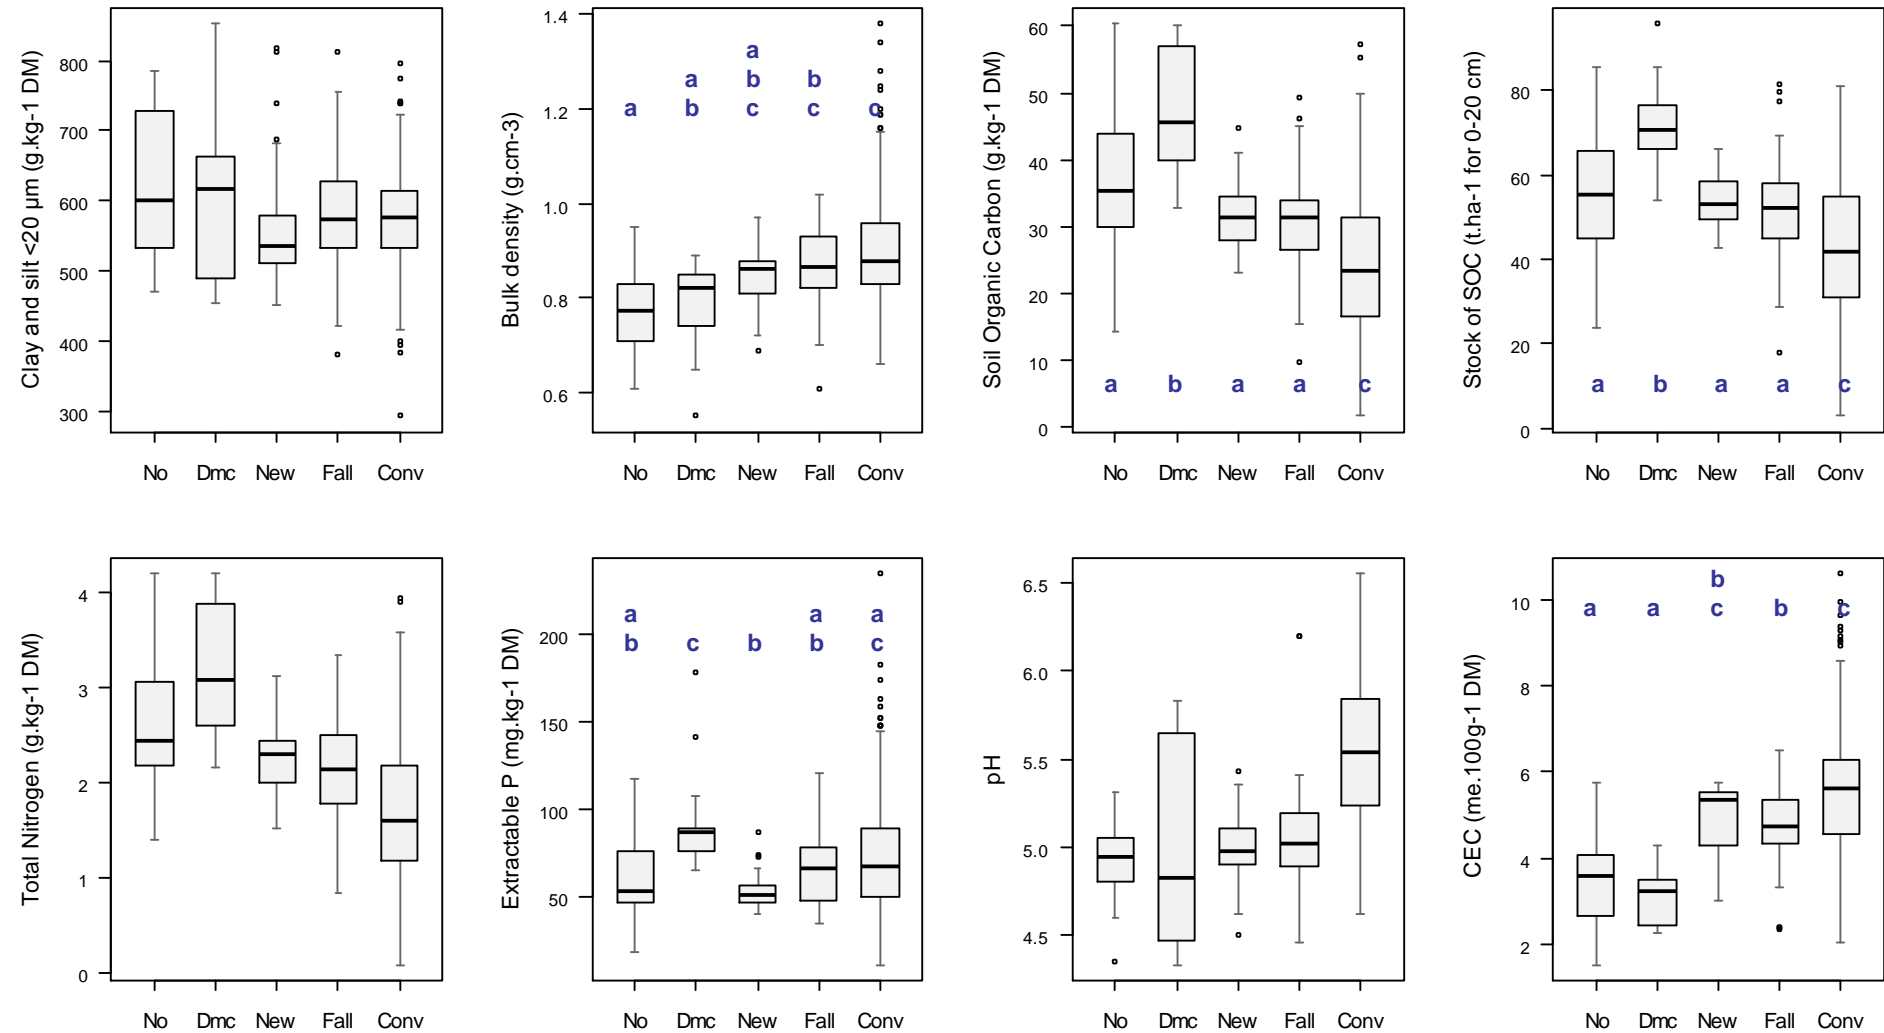 Clay and silt <20 µm (g.kg-1 DM)
800
700
600
500
400
300
No Dmc New Fall Conv
Bulk density (g.cm-3)
1.4
1.2
1.0
0.8
0.6
a
a b b
a b c c c
No Dmc New Fall Conv
Soil Organic Carbon (g.kg-1 DM)
60
50
40
30
20
10
0
a b a a c
No Dmc New Fall Conv
Stock of SOC (t.ha-1 for 0-20 cm)
80
60
40
20
0
a b a a c
No Dmc New Fall Conv
Total Nitrogen (g.kg-1 DM)
4
3
2
1
0
No Dmc New Fall Conv
Extractable P (mg.kg-1 DM)
200
150
100
50
a a a
b c b b c
No Dmc New Fall Conv
pH
6.5
6.0
5.5
5.0
4.5
No Dmc New Fall Conv
CEC (me.100g-1 DM)
10
8
6
4
2
b
a a c b c
No Dmc New Fall Conv